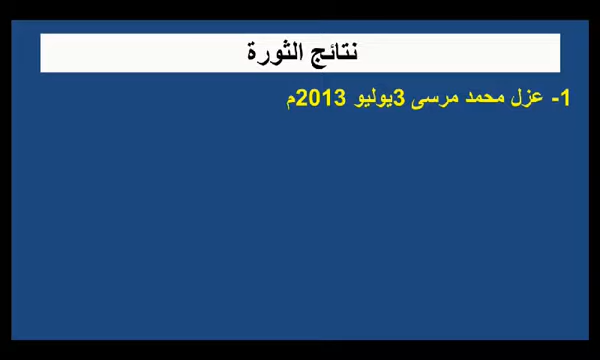 نتائج الثورة
1- عزل محمد مرسى 3يوليو 2013م